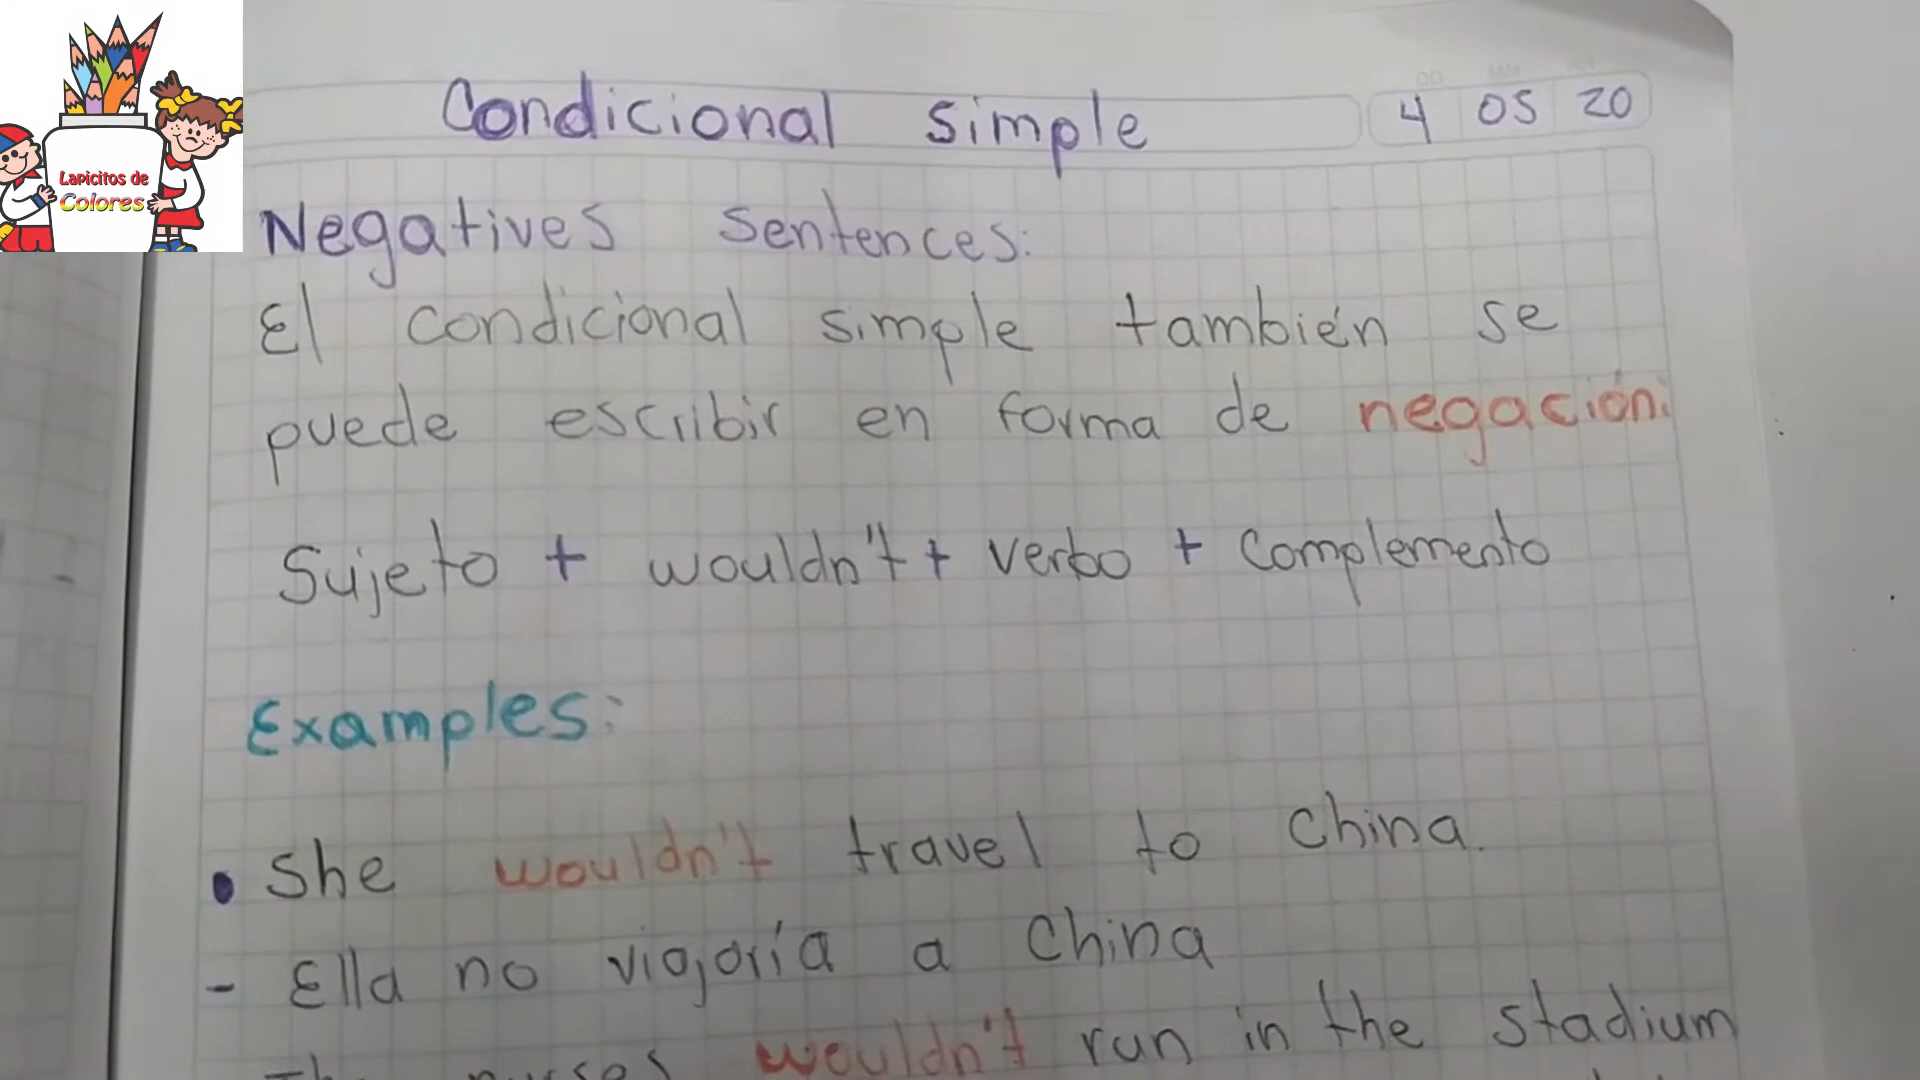 Lapicitos de
Colores
DD MM
Condicional simple 4 05 20
Negatives sentences:
El condicional simple también se
puede escribir en forma de negación:
Sujeto + wouldn't + verbo + complemento
Examples:
• She wouldn't travel to China.
- Ella no viajaría a China
wouldn't run in the stadium